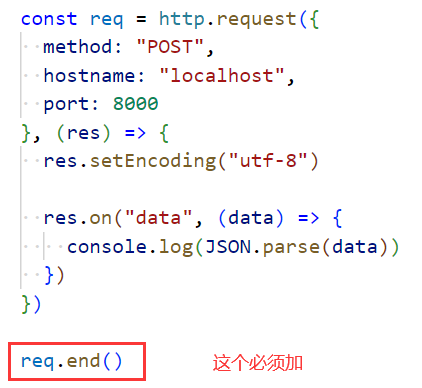 const req = http.request({
  method: "POST",
  hostname: "localhost",
  port: 8000
}, (res) => {
  res.setEncoding("utf-8")

  res.on("data", (data) => {
    console.log(JSON.parse(data))
  })
})

req.end() 这个必须加